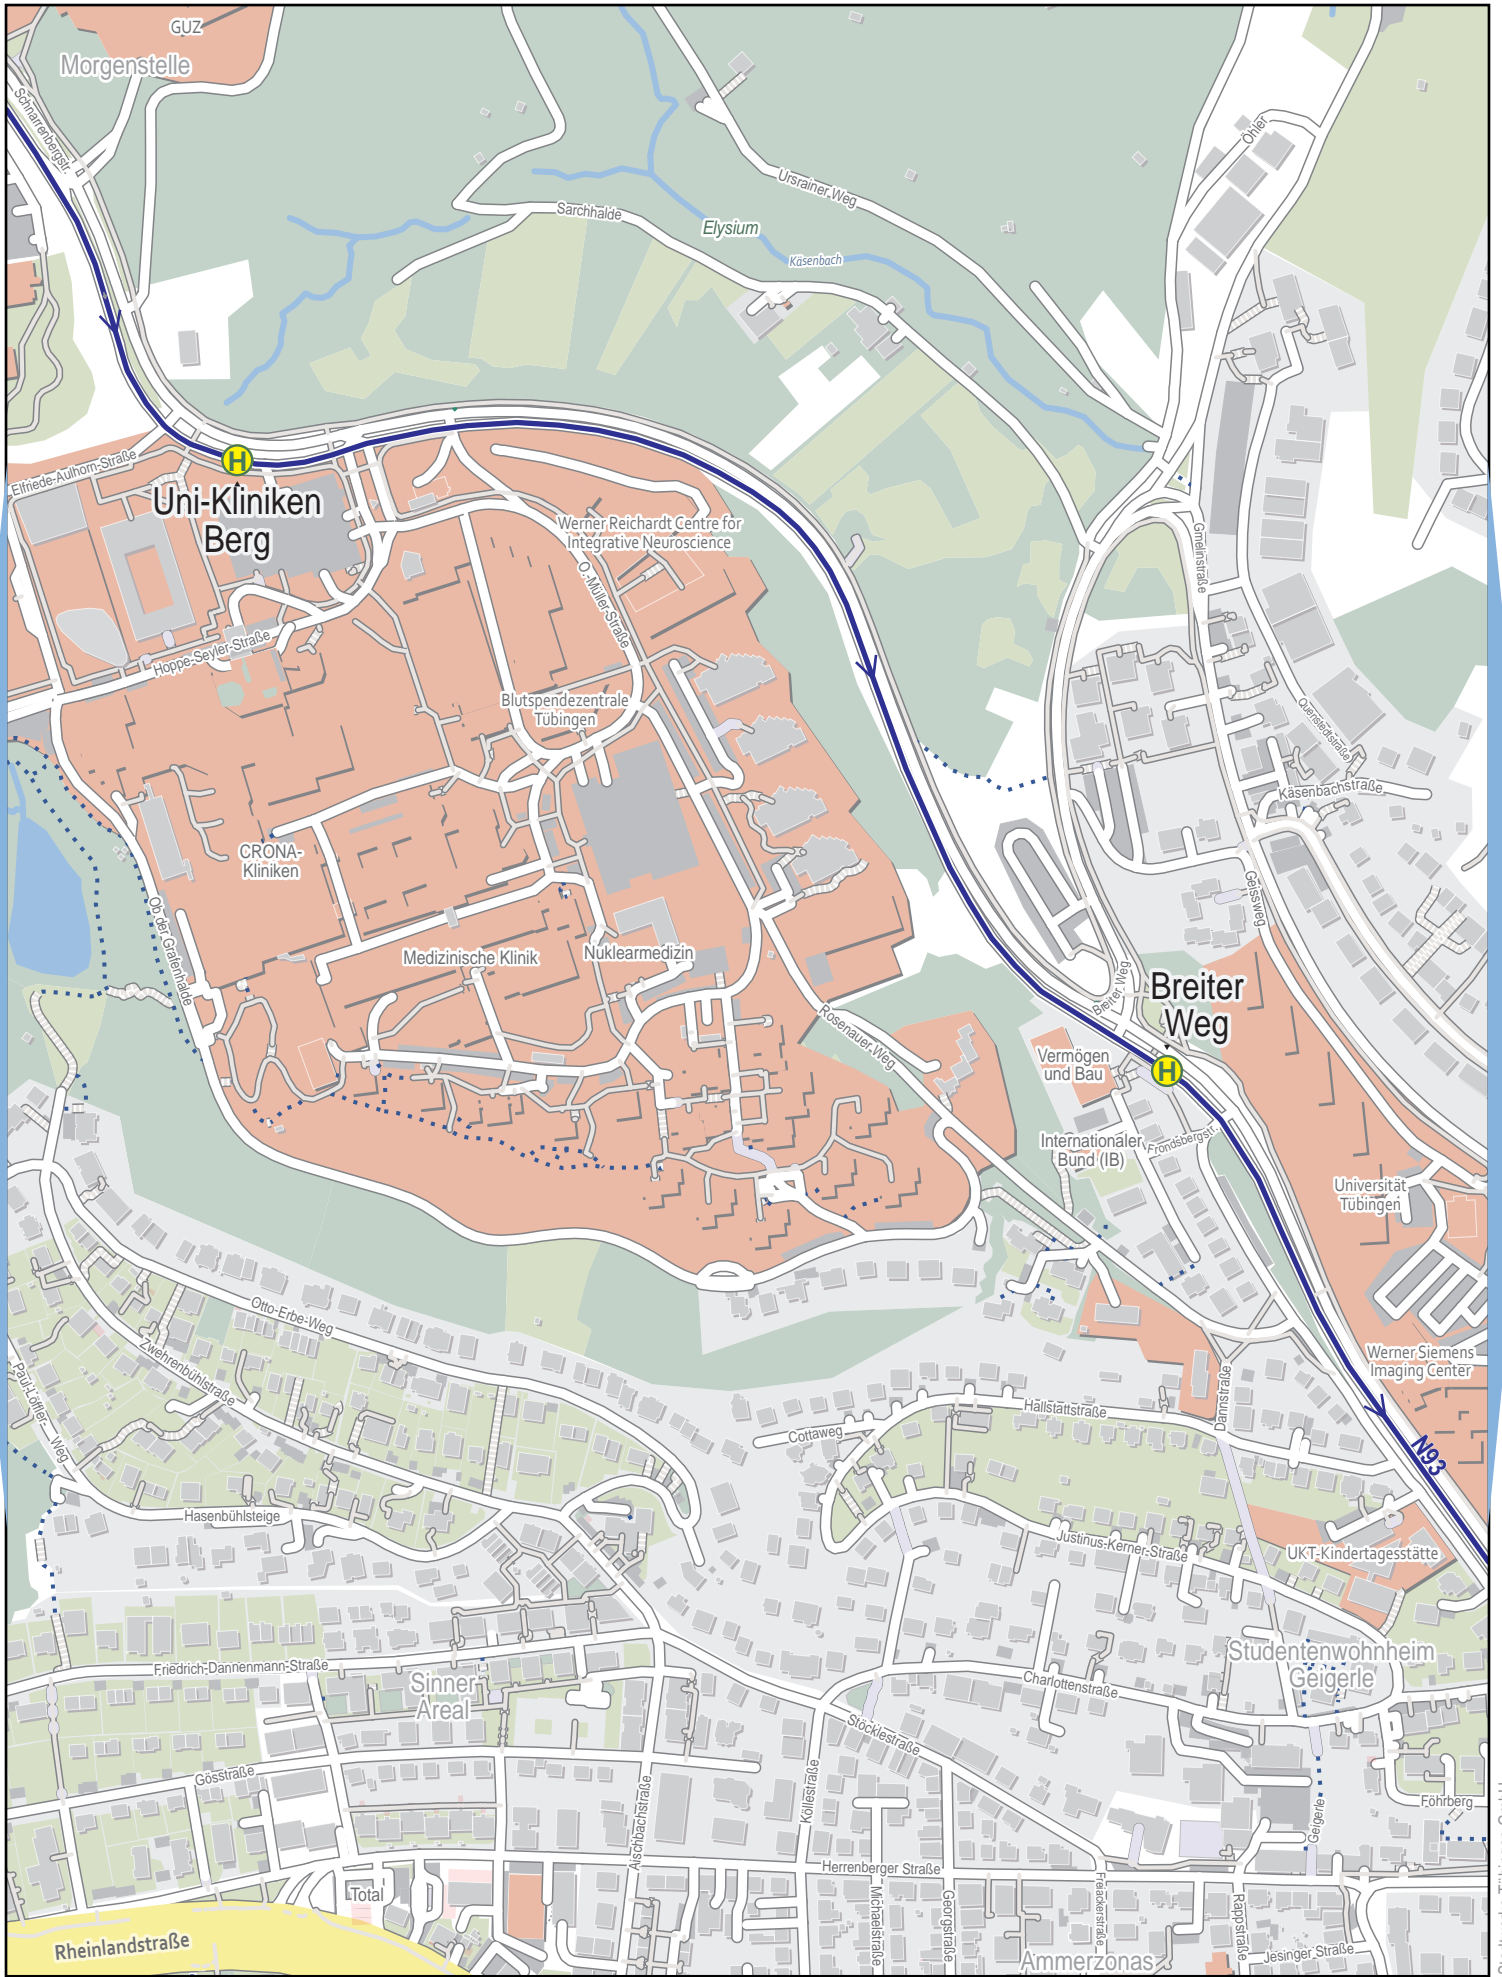 GUZ
Morgenstelle
Schnarrenbergstr.
Öhler
Ursrainer-Weg
Sarchhalde
Elysium
Käsenbach
Elfriede-Aulhorn-Straße
H
Uni-Kliniken
Berg
Werner Reichardt Centre for
Integrative Neuroscience
Gmelinstraße
O.-Müller-Straße
Hoppe-Seyler-Straße
Blutspendezentrale
Tübingen
Quenstedtstraße
Käsenbachstraße
CRONA-
Kliniken
Geissweg
Ob der Grafenhalde
Medizinische Klinik
Nuklearmedizin
Breiter Weg
Breiter
Weg
Rosenauer-Weg
Vermögen
und Bau
H
Internationaler
Bund (IB)
Frondsbergstr.
Universität
Tübingen
Otto-Erbe-Weg
Zwehrenbühlstraße
Werner Siemens
Imaging Center
Paul-Löffler-Weg
Dannstraße
Hallstattstraße
Cottaweg
N93
Hasenbühlsteige
Justinus-Kerner-Straße
UKT-Kindertagesstätte
Studentenwohnheim
Geigerle
Friedrich-Dannenmann-Straße
Sinner
Areal
Charlottenstraße
Stöcklestraße
Gösstraße
Köllestraße
Aischbachstraße
Geigerle
Föhrberg
Herrenberger Straße
Total
Michaelstraße
Georgstraße
Freiackerstraße
Rappstraße
Rheinlandstraße
Ammerzonas
Jesinger Straße